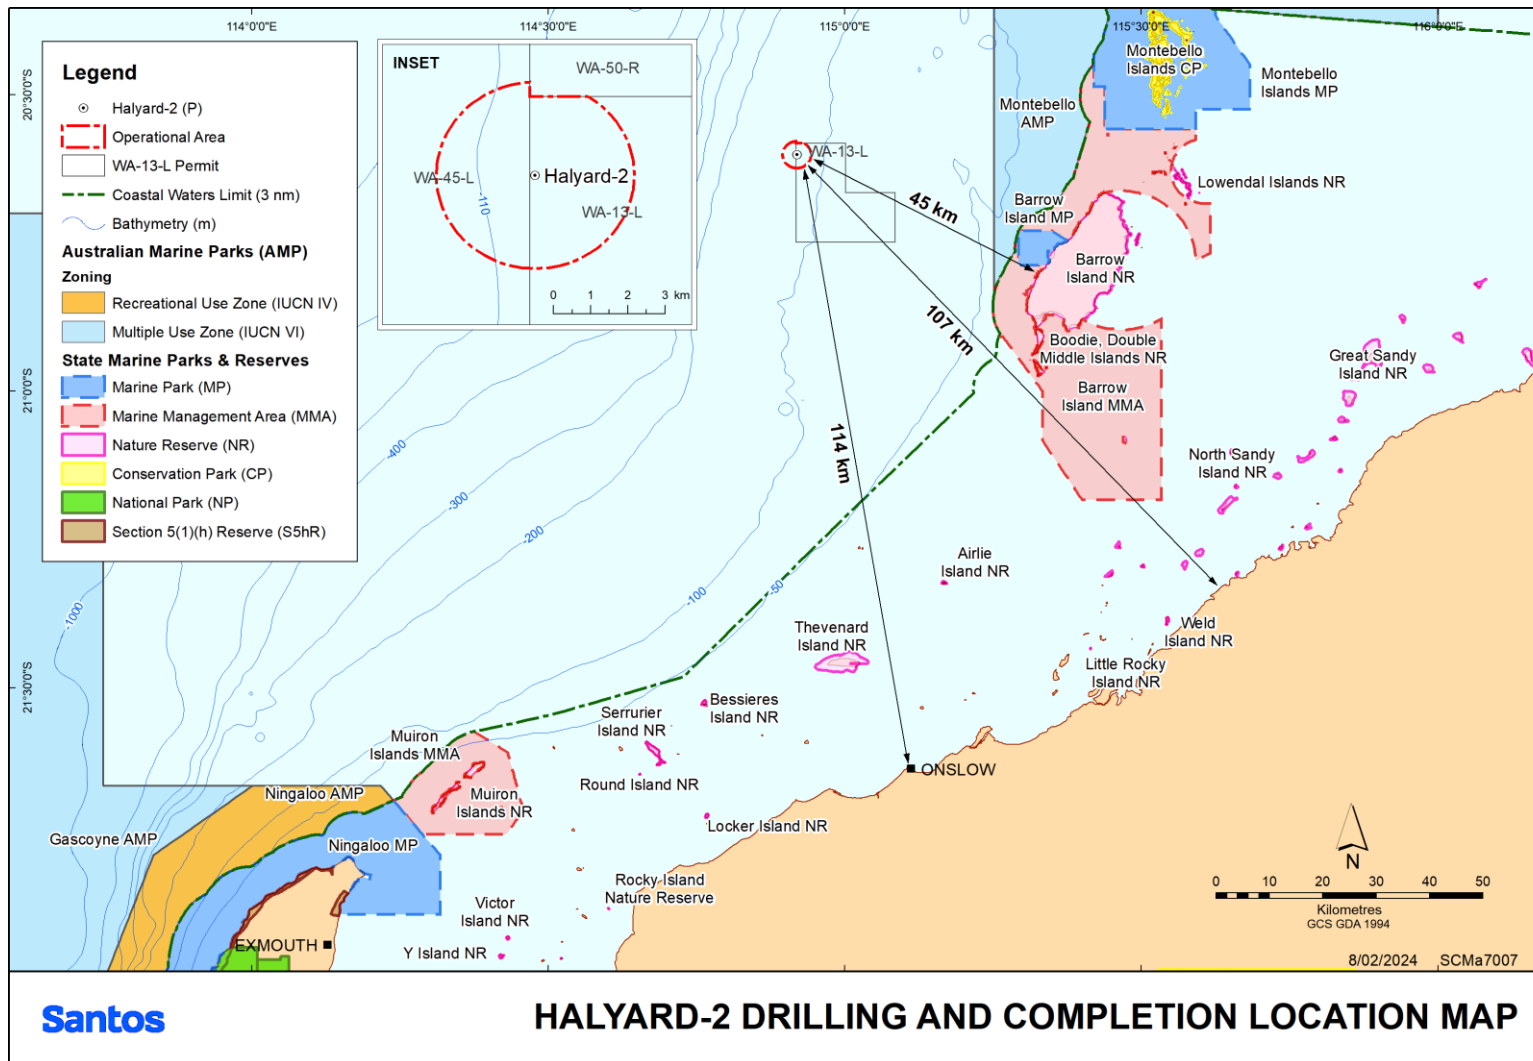 114°0'0"E
114°30'0"E
115°0'0"E
115°30'0"E
116°0'0"E
20°30'0"S
21°0'0"S
21°30'0"S
Legend
Halyard-2 (P)
Operational Area
WA-13-L Permit
Coastal Waters Limit (3 nm)
Bathymetry (m)
Australian Marine Parks (AMP)
Zoning
Recreational Use Zone (IUCN IV)
Multiple Use Zone (IUCN VI)
State Marine Parks & Reserves
Marine Park (MP)
Marine Management Area (MMA)
Nature Reserve (NR)
Conservation Park (CP)
National Park (NP)
Section 5(1)(h) Reserve (S5hR)
INSET
WA-50-R
WA-45-L
-110
Halyard-2
WA-13-L
0 1 2 3 km
Montebello
Islands CP
Montebello
Islands MP
Montebello
AMP
WA-13-L
Lowendal Islands NR
45 km
Barrow
Island MP
Barrow
Island NR
107 km
Boodie, Double
Middle Islands NR
Great Sandy
Island NR
Barrow
Island MMA
114 km
-400
-300
-200
-100
-50
-1000
North Sandy
Island NR
Airlie
Island NR
Thevenard
Island NR
Weld
Island NR
Little Rocky
Island NR
Bessieres
Island NR
Serrurier
Island NR
Muiron
Islands MMA
Round Island NR
ONSLOW
Muiron
Islands NR
Ningaloo AMP
Locker Island NR
Gascoyne AMP
Ningaloo MP
Rocky Island
Nature Reserve
Victor
Island NR
EXMOUTH
Y Island NR
N
0 10 20 30 40 50
Kilometres
GCS GDA 1994
8/02/2024 SCMa7007
Santos
HALYARD-2 DRILLING AND COMPLETION LOCATION MAP